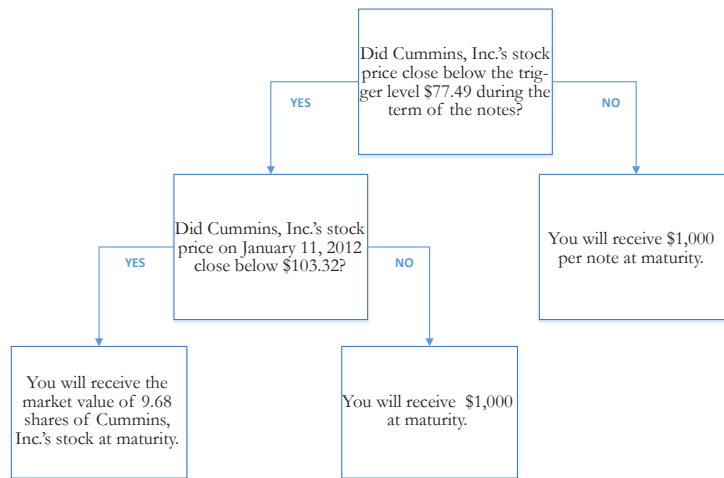 Did Cummins, Inc.'s stock
price close below the trig-
ger level $77.49 during the
term of the notes?
YES
NO
Did Cummins, Inc.'s stock
price on January 11, 2012
close below $103.32?
You will receive $1,000
per note at maturity.
YES
NO
You will receive the
market value of 9.68
shares of Cummins,
Inc.'s stock at maturity.
You will receive $1,000
at maturity.